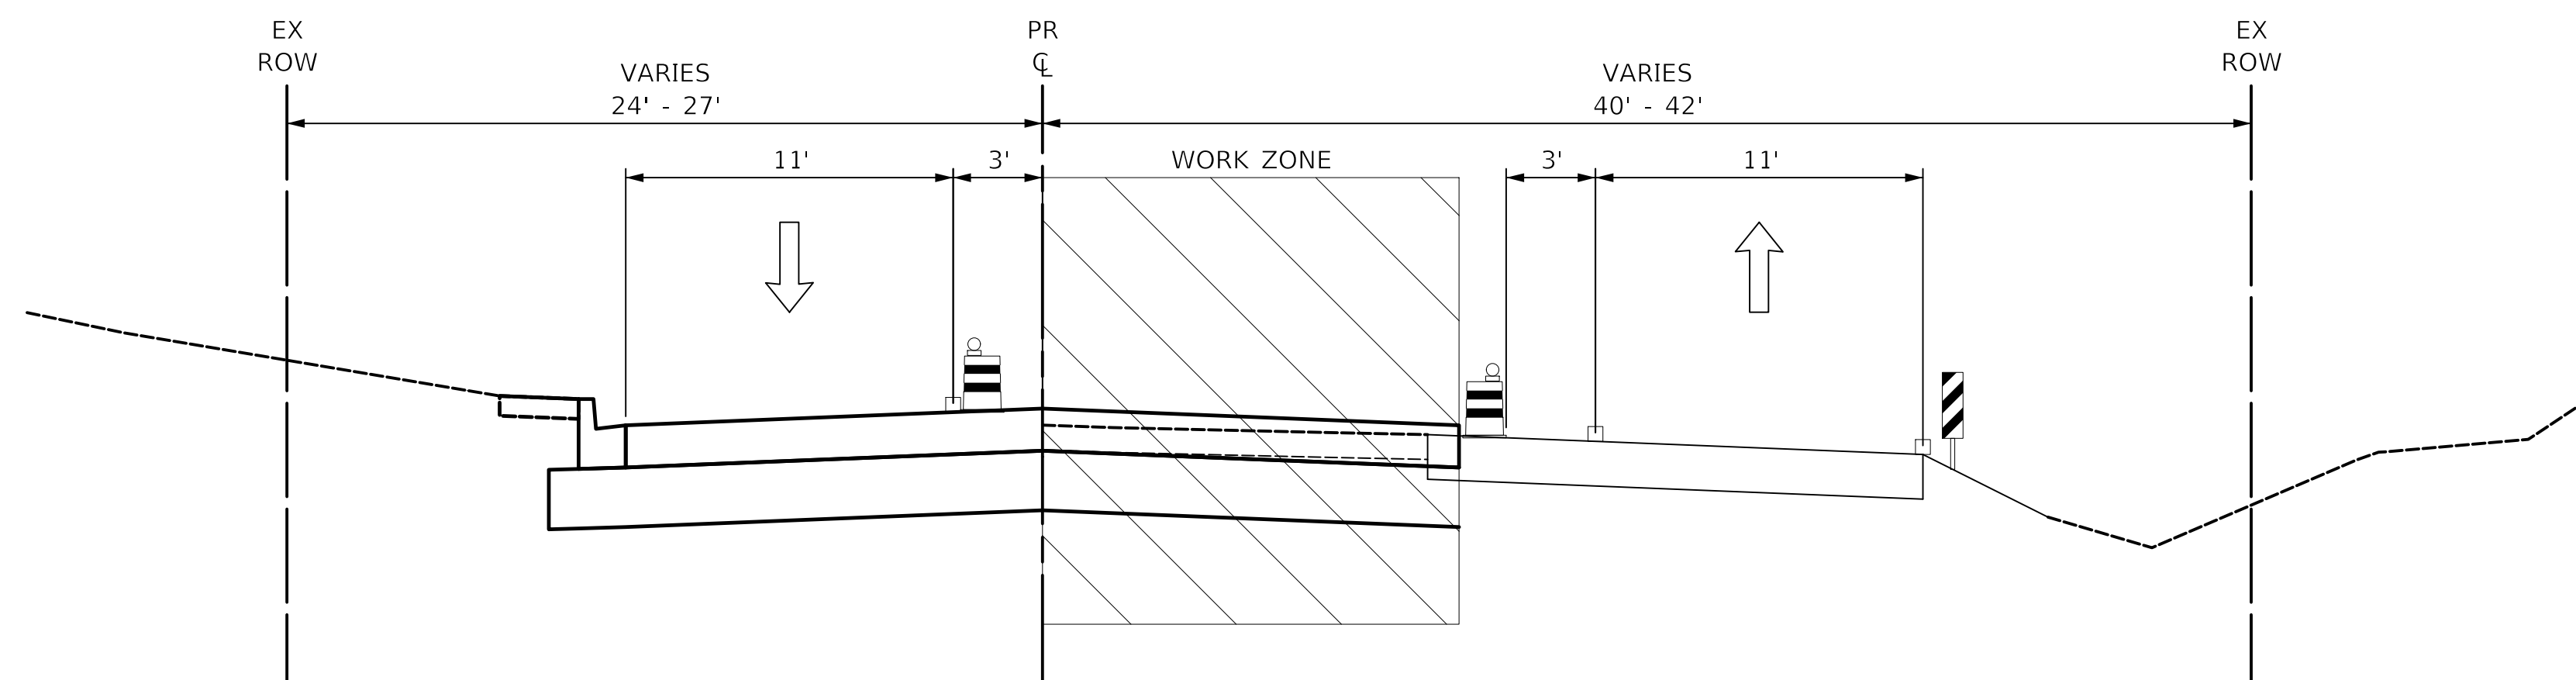 EX
ROW
PR
℄
EX
ROW
VARIES
24' - 27'
VARIES
40' - 42'
11'
3'
WORK ZONE
3'
11'